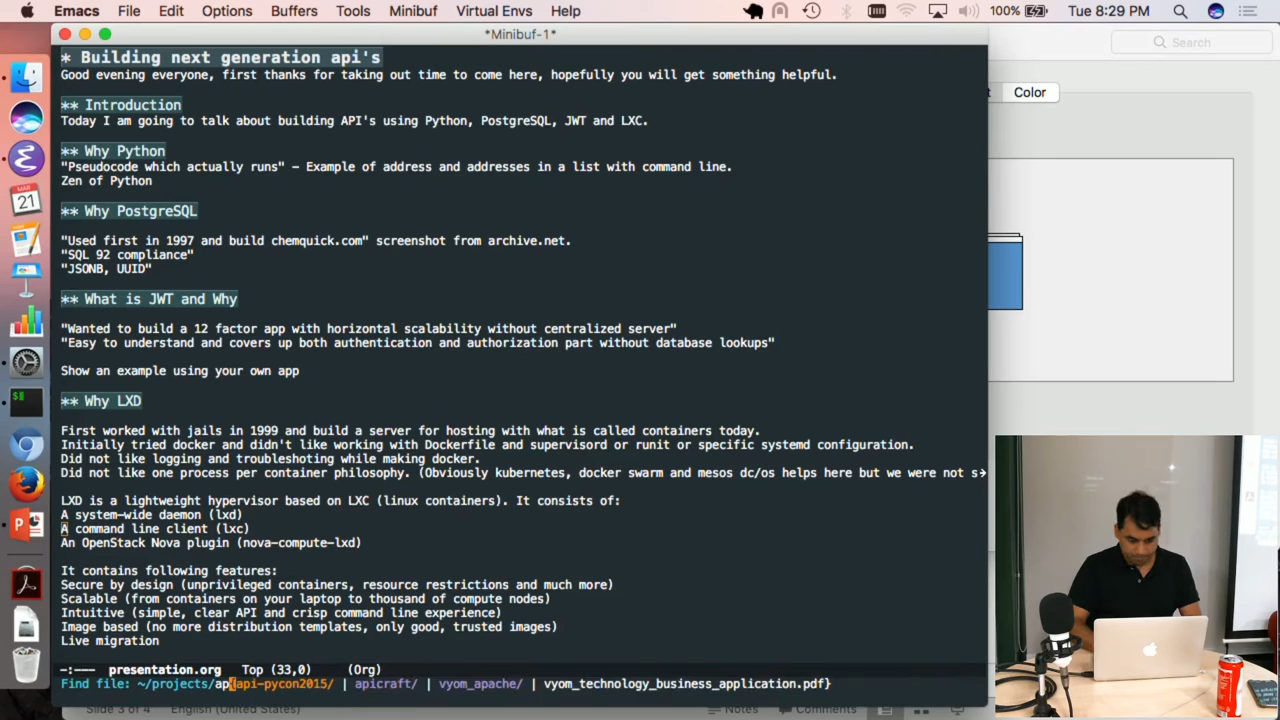 Emacs File Edit Options Buffers Tools Minibuf Virtual Envs Help 100% Tue 8:29 PM
*Minibuf-1*
Search
Color
MAR
21
* Building next generation api's
Good evening everyone, first thanks for taking out time to come here, hopefully you will get something helpful.
** Introduction
Today I am going to talk about building API's using Python, PostgreSQL, JWT and LXC.
** Why Python
"Pseudocode which actually runs" – Example of address and addresses in a list with command line.
Zen of Python
** Why PostgreSQL
"Used first in 1997 and build chemquick.com" screenshot from archive.net.
"SQL 92 compliance"
"JSONB, UUID"
** What is JWT and Why
"Wanted to build a 12 factor app with horizontal scalability without centralized server"
"Easy to understand and covers up both authentication and authorization part without database lookups"
Show an example using your own app
** Why LXD
First worked with jails in 1999 and build a server for hosting with what is called containers today.
Initially tried docker and didn't like working with Dockerfile and supervisord or runit or specific systemd configuration.
Did not like logging and troubleshoting while making docker.
Did not like one process per container philosophy. (Obviously kubernetes, docker swarm and mesos dc/os helps here but we were not s
LXD is a lightweight hypervisor based on LXC (linux containers). It consists of:
A system-wide daemon (lxd)
A command line client (lxc)
An OpenStack Nova plugin (nova-compute-lxd)
It contains following features:
Secure by design (unprivileged containers, resource restrictions and much more)
Scalable (from containers on your laptop to thousand of compute nodes)
Intuitive (simple, clear API and crisp command line experience)
Image based (no more distribution templates, only good, trusted images)
Live migration
-:--- presentation.org Top (33,0) (Org)
Find file: ~/projects/ap{api-pycon2015/ | apicraft/ | vyom_apache/ | vyom_technology_business_application.pdf}
Slide 3 of 4 English (United States) Notes Comments